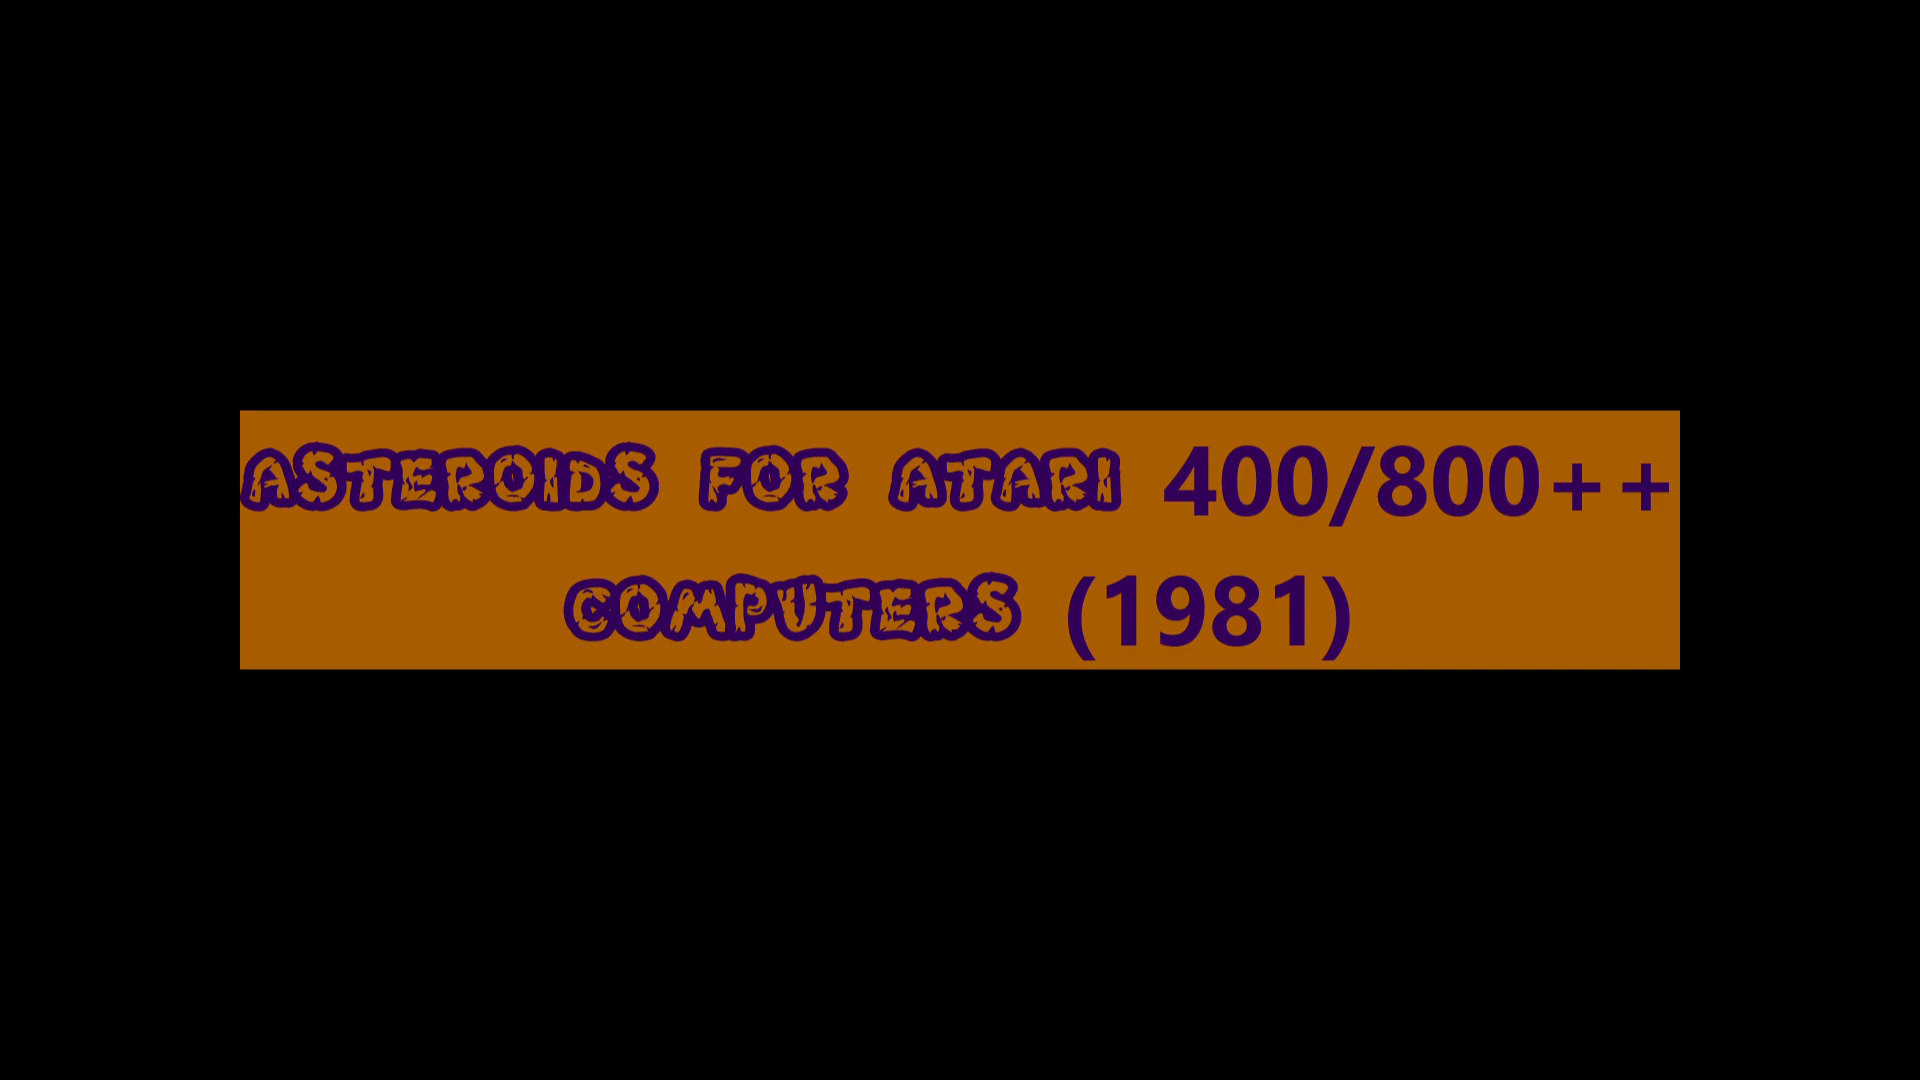 ASTEROIDS FOR ATARI 400/800++
COMPUTERS (1981)